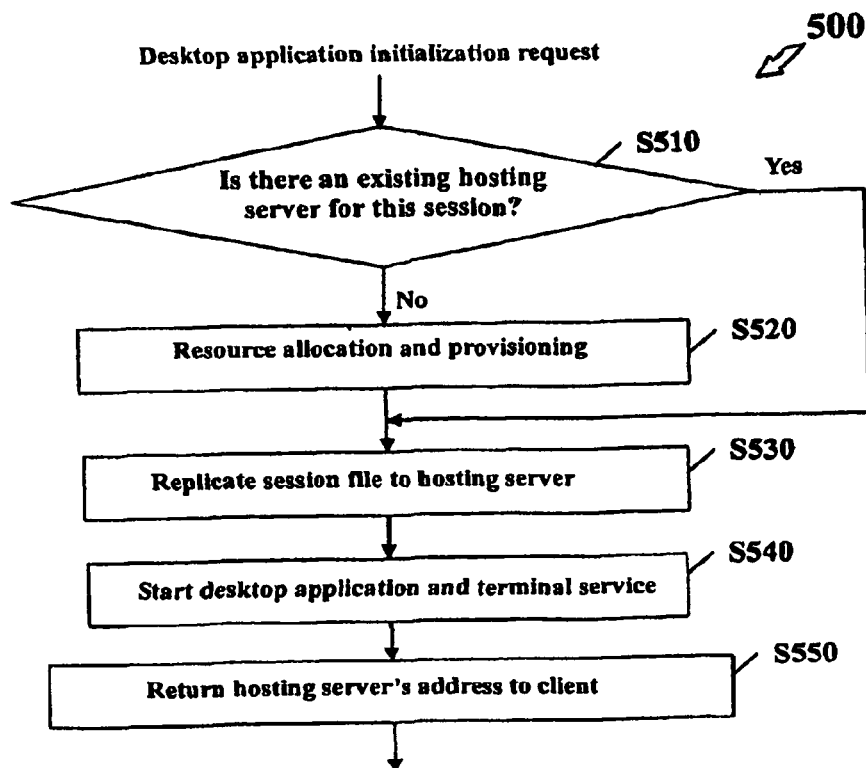 500
Desktop application initialization request
S510
Is there an existing hosting
server for this session?
Yes
No
S520
Resource allocation and provisioning
S530
Replicate session file to hosting server
S540
Start desktop application and terminal service
S550
Return hosting server's address to client